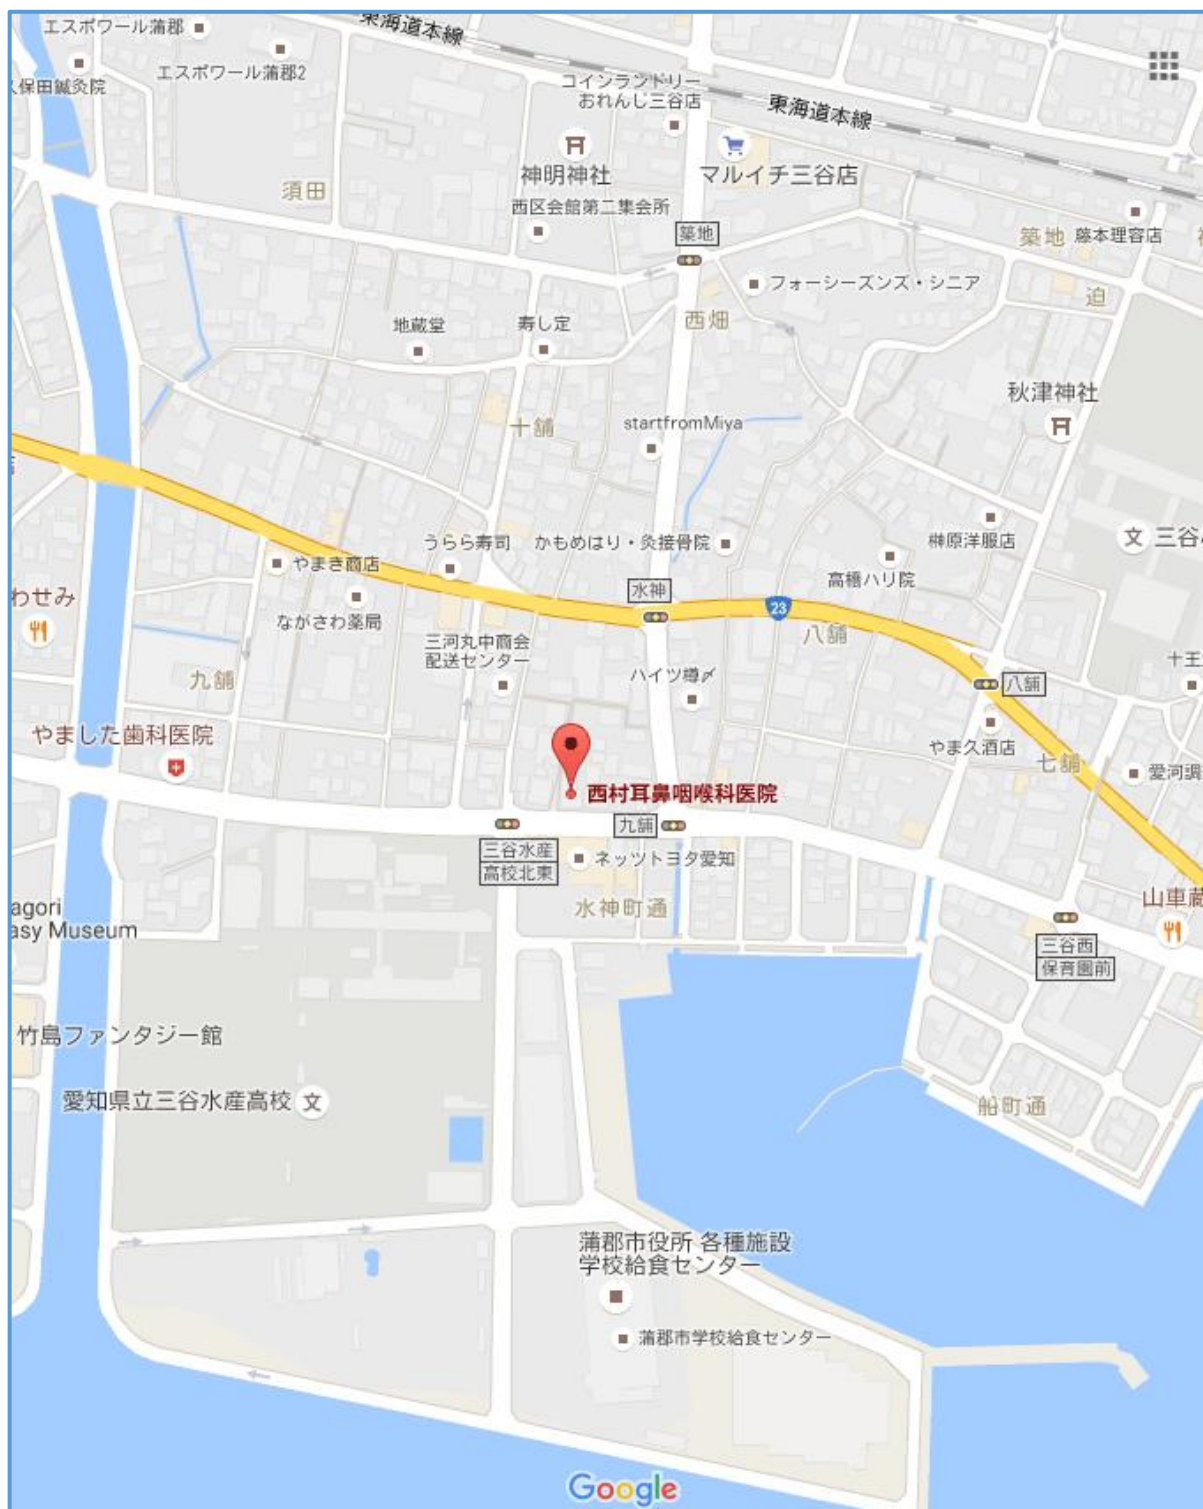 エスポワール蒲郡
東海道本線
エスポワール蒲郡2
保田鍼灸院
コインランドリー
おれんじ三谷店
東海道本線
神明神社
マルイチ三谷店
須田
西区会館第二集会所
築地
築地
藤本理容店
フォーシーズンズ・シニア
迫
西畑
地蔵堂
寿し定
秋津神社
startfromMiya
十舗
うらら寿司
かもめはり・灸接骨院
榊原洋服店
三谷
やまき商店
高橋ハリ院
わせみ
ながさわ薬局
水神
23
八舗
三河丸中商会
配送センター
十王
九舗
ハイツ樽〆
八舗
やました歯科医院
やま久酒店
七舗
愛河調
西村耳鼻咽喉科医院
九舗
三谷水産
高校北東
ネッツトヨタ愛知
agori
asy Museum
水神町通
山車蔵
三谷西
保育園前
竹島ファンタジー館
愛知県立三谷水産高校
文
文
船町通
蒲郡市役所 各種施設
学校給食センター
蒲郡市学校給食センター
Google